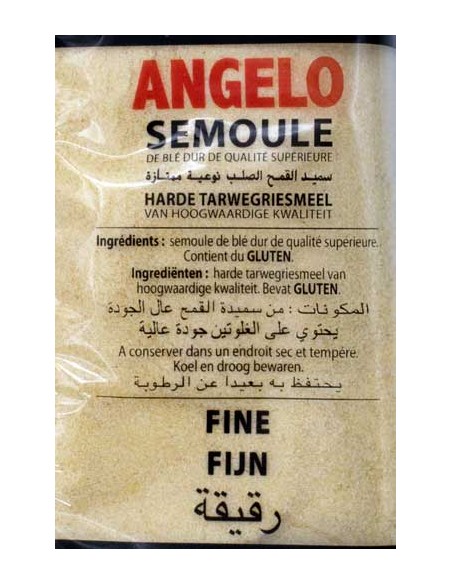 ANGELO
SEMOULE
DE BLÉ DUR DE QUALITÉ SUPÉRIEURE
سميد القمح الصلب نوعية ممتازة
HARDE TARWEGRIESMEEL
VAN HOOGWAARDIGE KWALITEIT
Ingrédients : semoule de blé dur de qualité supérieure.
Contient du GLUTEN.
Ingrediënten : harde tarwegriesmeel van
hoogwaardige kwaliteit. Bevat GLUTEN.
المكونات : من سميدة القمح عال الجودة
يحتوي على الغلوتين جودة عالية
A conserver dans un endroit sec et tempéré.
Koel en droog bewaren.
يحتفظ به بعيدا عن الرطوبة
FINE
FIJN
رقيقة